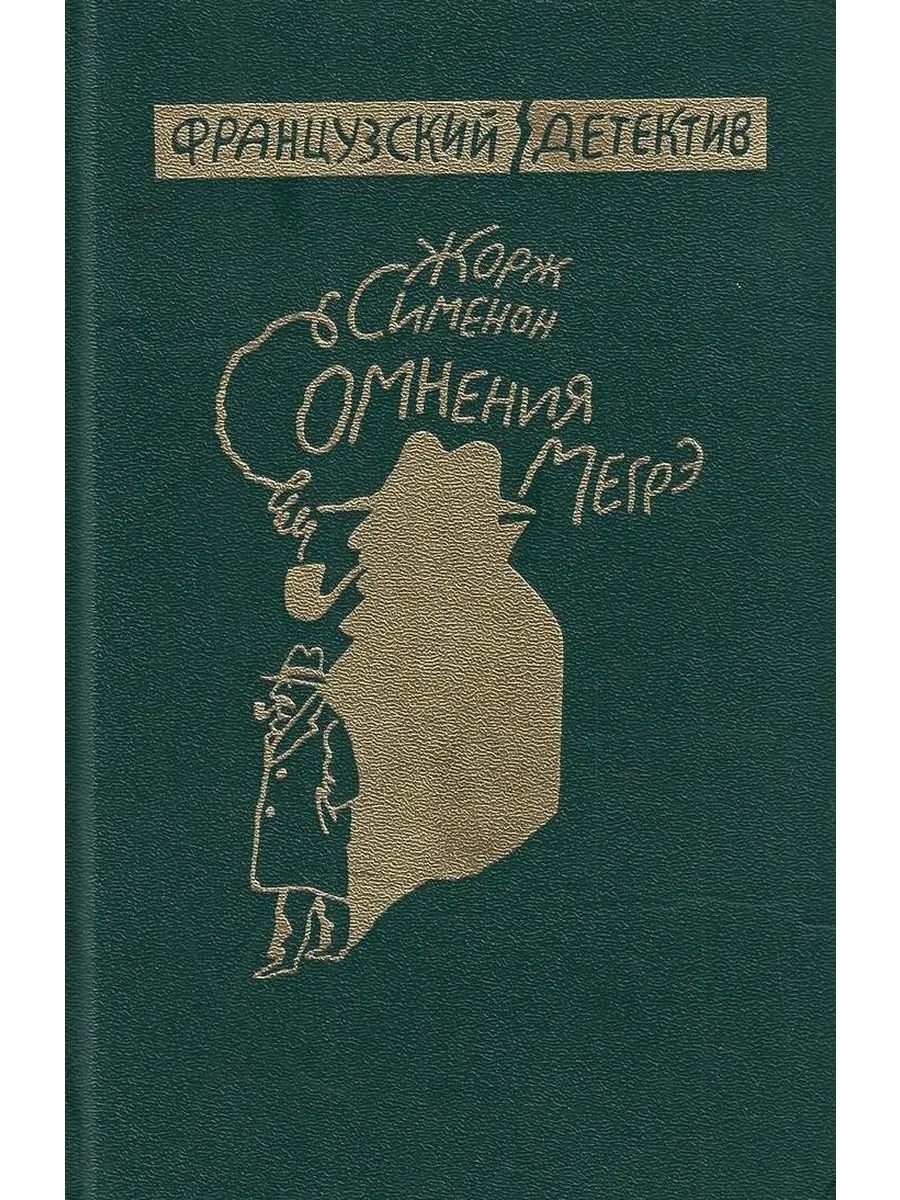 ФРАНЦУЗСКИЙ ДЕТЕКТИВ
ЖОРЖ
СИМЕНОН
СОМНЕНИЯ
МЕГРЭ